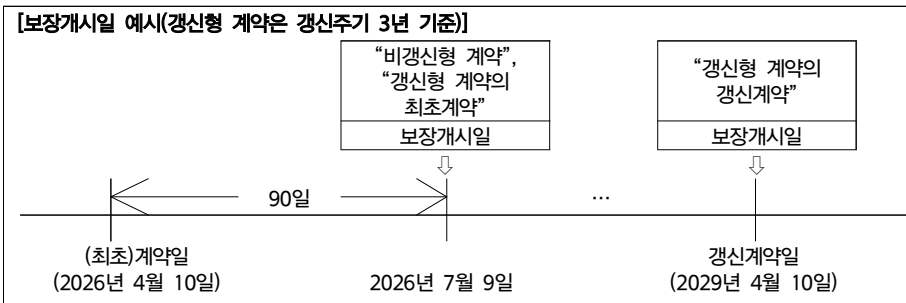 [보장개시일 예시(갱신형 계약은 갱신주기 3년 기준)]
“비갱신형 계약”,
“갱신형 계약의
최초계약”
보장개시일
“갱신형 계약의
갱신계약”
보장개시일
90일
...
(최초)계약일
(2026년 4월 10일)
2026년 7월 9일
갱신계약일
(2029년 4월 10일)